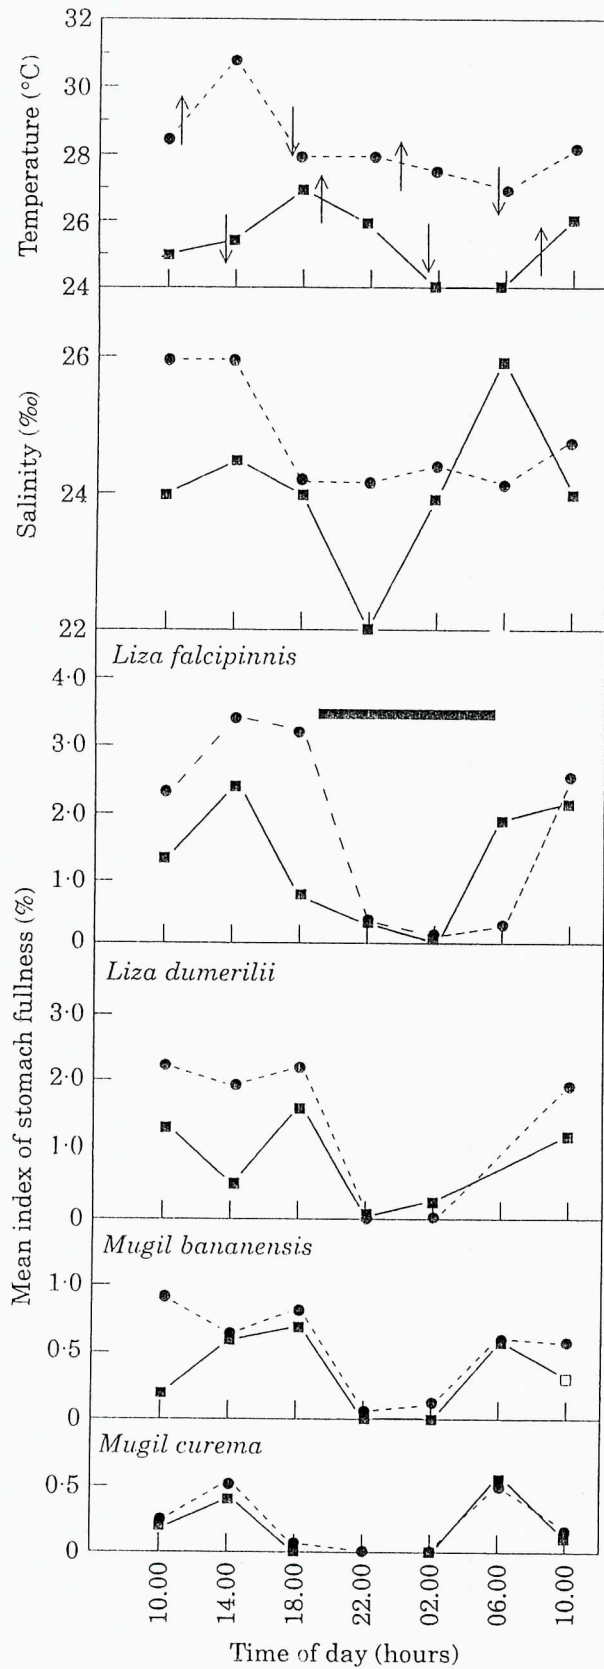 32
30
28
26
24
Temperature (°C)
26
24
22
Salinity (‰)
Liza falcipinnis
4·0
3·0
2·0
1·0
0
Liza dumerilii
3·0
2·0
1·0
0
Mean index of stomach fullness (%)
Mugil bananensis
1·0
0·5
0
Mugil curema
0·5
0
10.00 14.00 18.00 22.00 02.00 06.00 10.00
Time of day (hours)